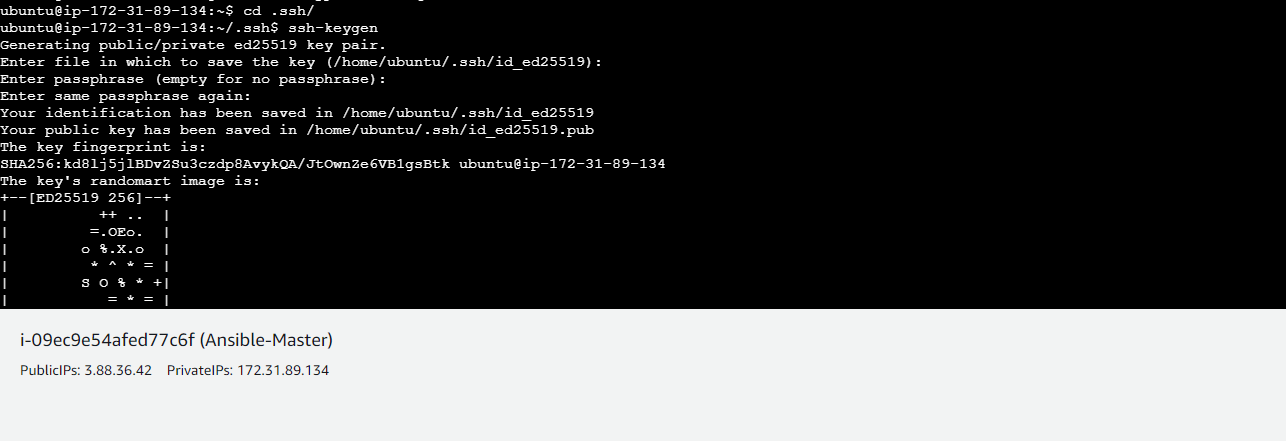 ubuntu@ip-172-31-89-134:~$ cd .ssh/
ubuntu@ip-172-31-89-134:~/.ssh$ ssh-keygen
Generating public/private ed25519 key pair.
Enter file in which to save the key (/home/ubuntu/.ssh/id_ed25519):
Enter passphrase (empty for no passphrase):
Enter same passphrase again:
Your identification has been saved in /home/ubuntu/.ssh/id_ed25519
Your public key has been saved in /home/ubuntu/.ssh/id_ed25519.pub
The key fingerprint is:
SHA256:kd8lj5jlBDvZSu3czdp8AvykQA/JtOwnZe6VB1gsBtk ubuntu@ip-172-31-89-134
The key's randomart image is:
+--[ED25519 256]--+
|          ++ ..  |
|         =.OEo.  |
|        o %.X.o  |
|         * ^ * = |
|        S O % * +|
|           = * = |
i-09ec9e54afed77c6f (Ansible-Master)
PublicIPs: 3.88.36.42    PrivateIPs: 172.31.89.134